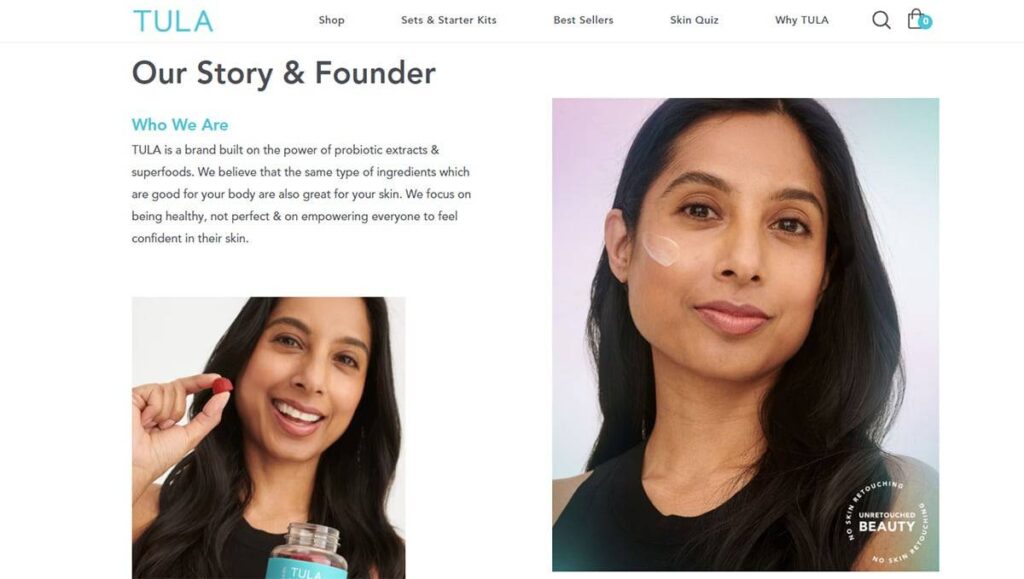 TULA
Shop
Sets & Starter Kits
Best Sellers
Skin Quiz
Why TULA
0
Our Story & Founder
Who We Are
TULA is a brand built on the power of probiotic extracts &
superfoods. We believe that the same type of ingredients which
are good for your body are also great for your skin. We focus on
being healthy, not perfect & on empowering everyone to feel
confident in their skin.
NO SKIN RETOUCHING
UNRETOUCHED
BEAUTY
NO SKIN RETOUCHING
TULA